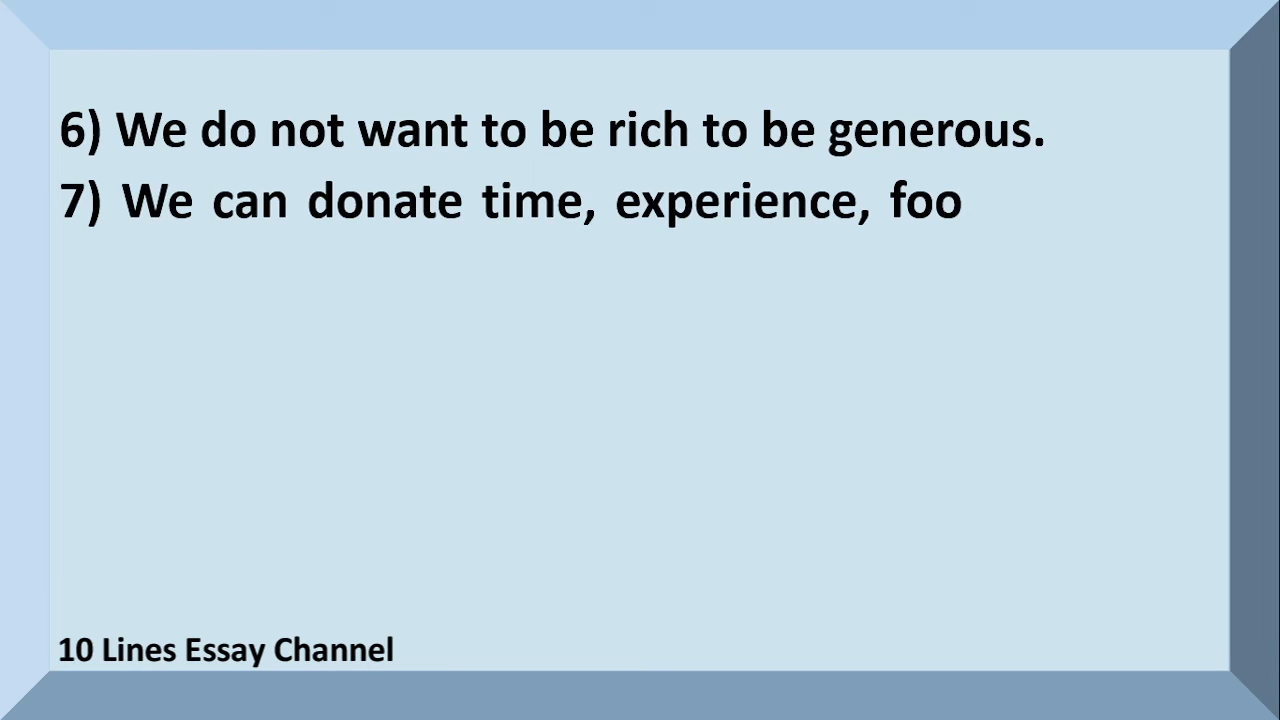 6) We do not want to be rich to be generous.
7) We can donate time, experience, foo
10 Lines Essay Channel